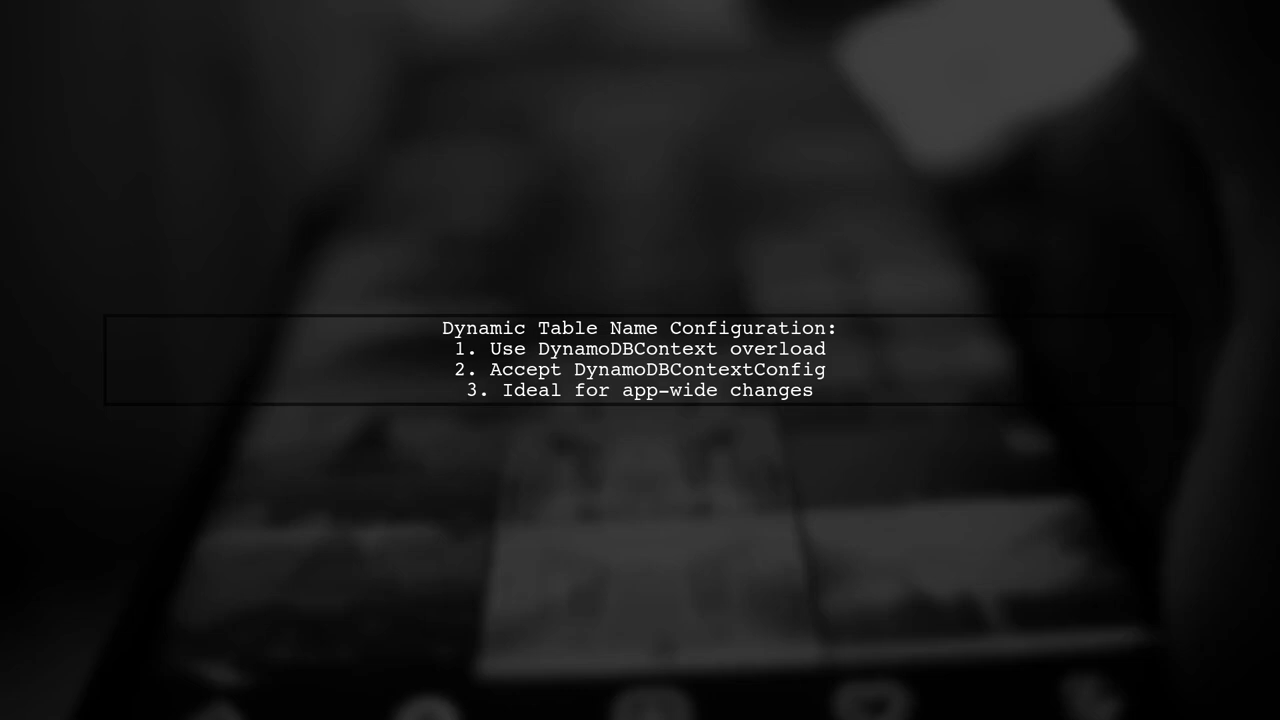 Dynamic Table Name Configuration:
1. Use DynamoDBContext overload
2. Accept DynamoDBContextConfig
3. Ideal for app-wide changes